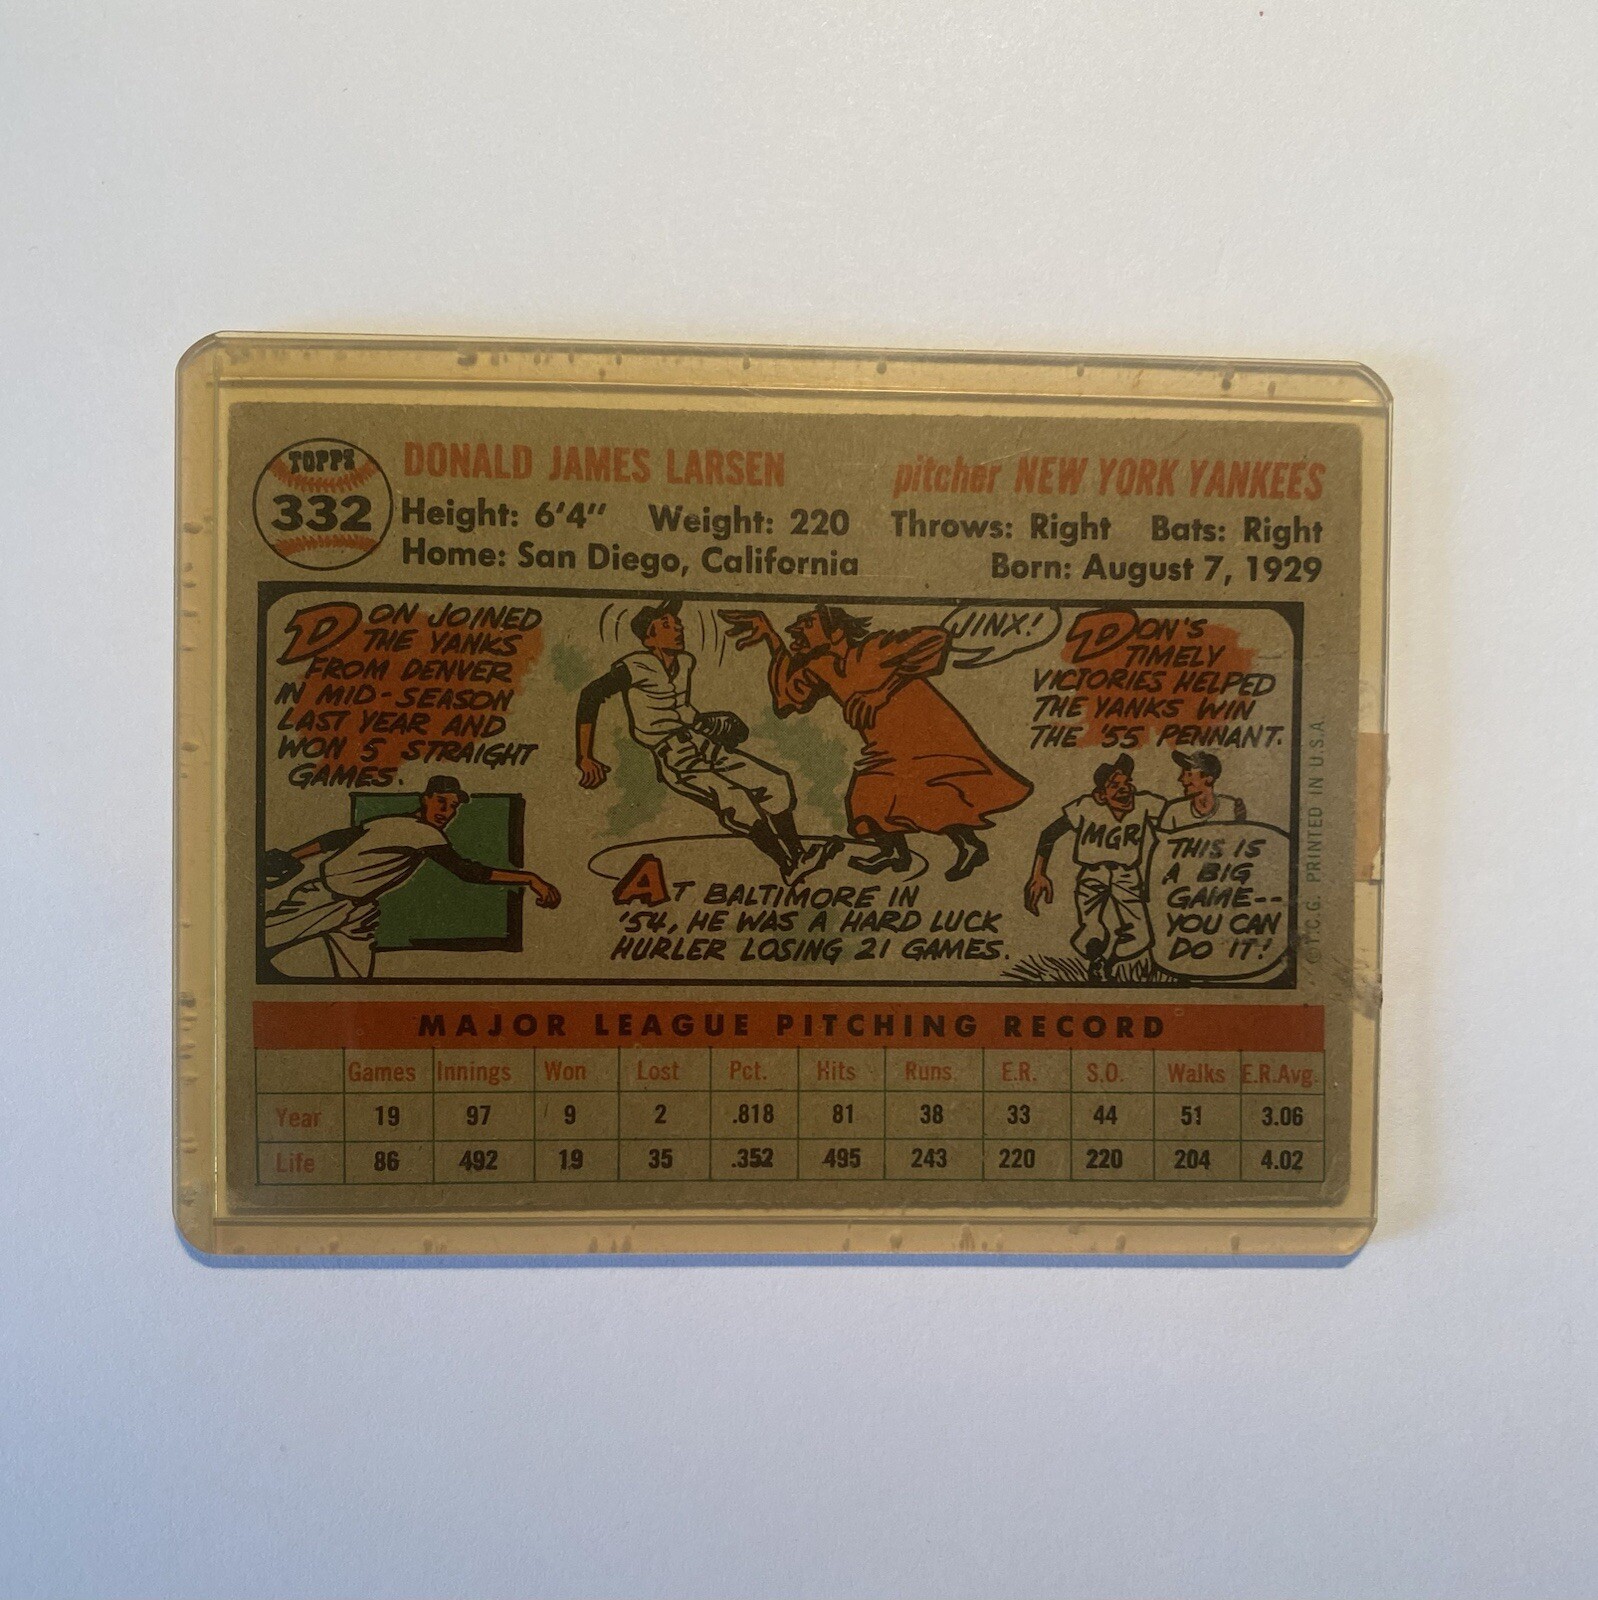 TOPPS
332
DONALD JAMES LARSEN
pitcher NEW YORK YANKEES
Height: 6'4" Weight: 220 Throws: Right Bats: Right
Home: San Diego, California Born: August 7, 1929
DON JOINED
THE YANKS
FROM DENVER
IN MID-SEASON
LAST YEAR AND
WON 5 STRAIGHT
GAMES.
JINX!
AT BALTIMORE IN
'54, HE WAS A HARD LUCK
HURLER LOSING 21 GAMES.
DON'S
TIMELY
VICTORIES HELPED
THE YANKS WIN
THE '55 PENNANT.
MGR
THIS IS
A BIG
GAME--
YOU CAN
DO IT!
©T.C.G. PRINTED IN U.S.A.
MAJOR LEAGUE PITCHING RECORD
Games Innings Won Lost Pct. Hits Runs E.R. S.O. Walks E.R.Avg.
Year 19 97 9 2 .818 81 38 33 44 51 3.06
Life 86 492 19 35 .352 495 243 220 220 204 4.02